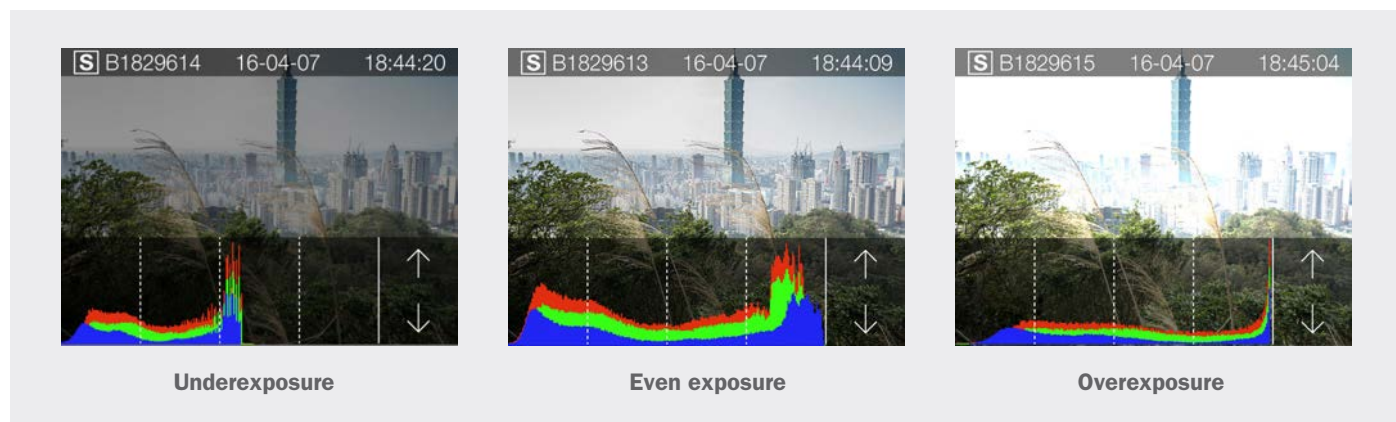 S B1829614 16-04-07 18:44:20
S B1829613 16-04-07 18:44:09
S B1829615 16-04-07 18:45:04
Underexposure
Even exposure
Overexposure